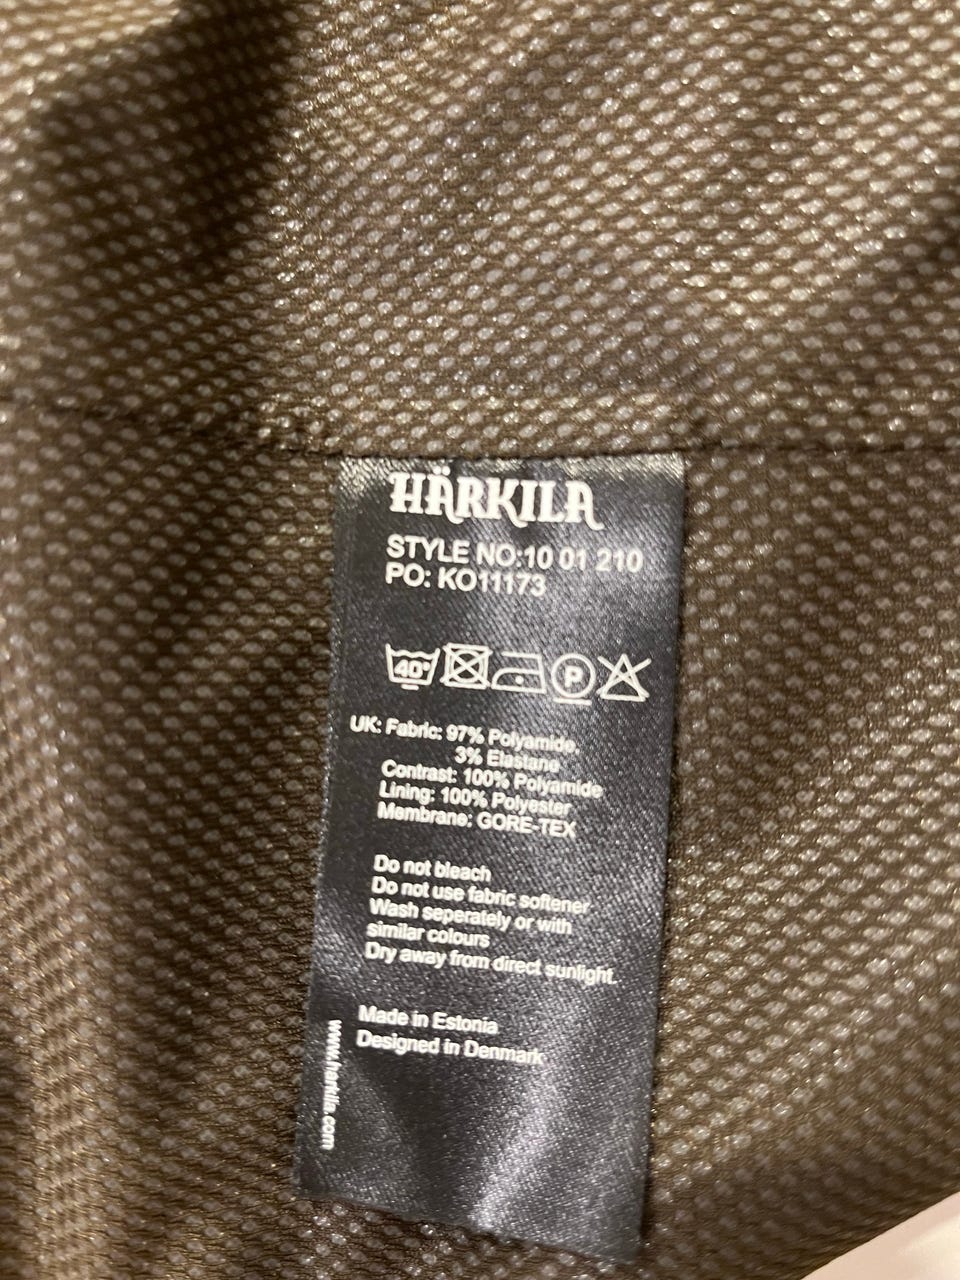 HÄRKILA
STYLE NO:10 01 210
PO: KO11173
40° P
UK: Fabric: 97% Polyamide,
3% Elastane
Contrast: 100% Polyamide
Lining: 100% Polyester
Membrane: GORE-TEX
Do not bleach
Do not use fabric softener
Wash seperately or with
similar colours
Dry away from direct sunlight.
Made in Estonia
Designed in Denmark
www.harkila.com